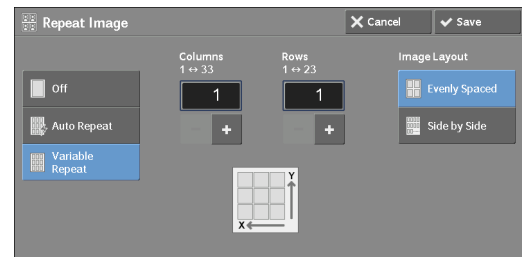 Repeat Image
Cancel
Save
Columns
1 ↔ 33
Rows
1 ↔ 23
Image Layout
Off
1
1
Evenly Spaced
Auto Repeat
- +
- +
Side by Side
Variable
Repeat
Y
X